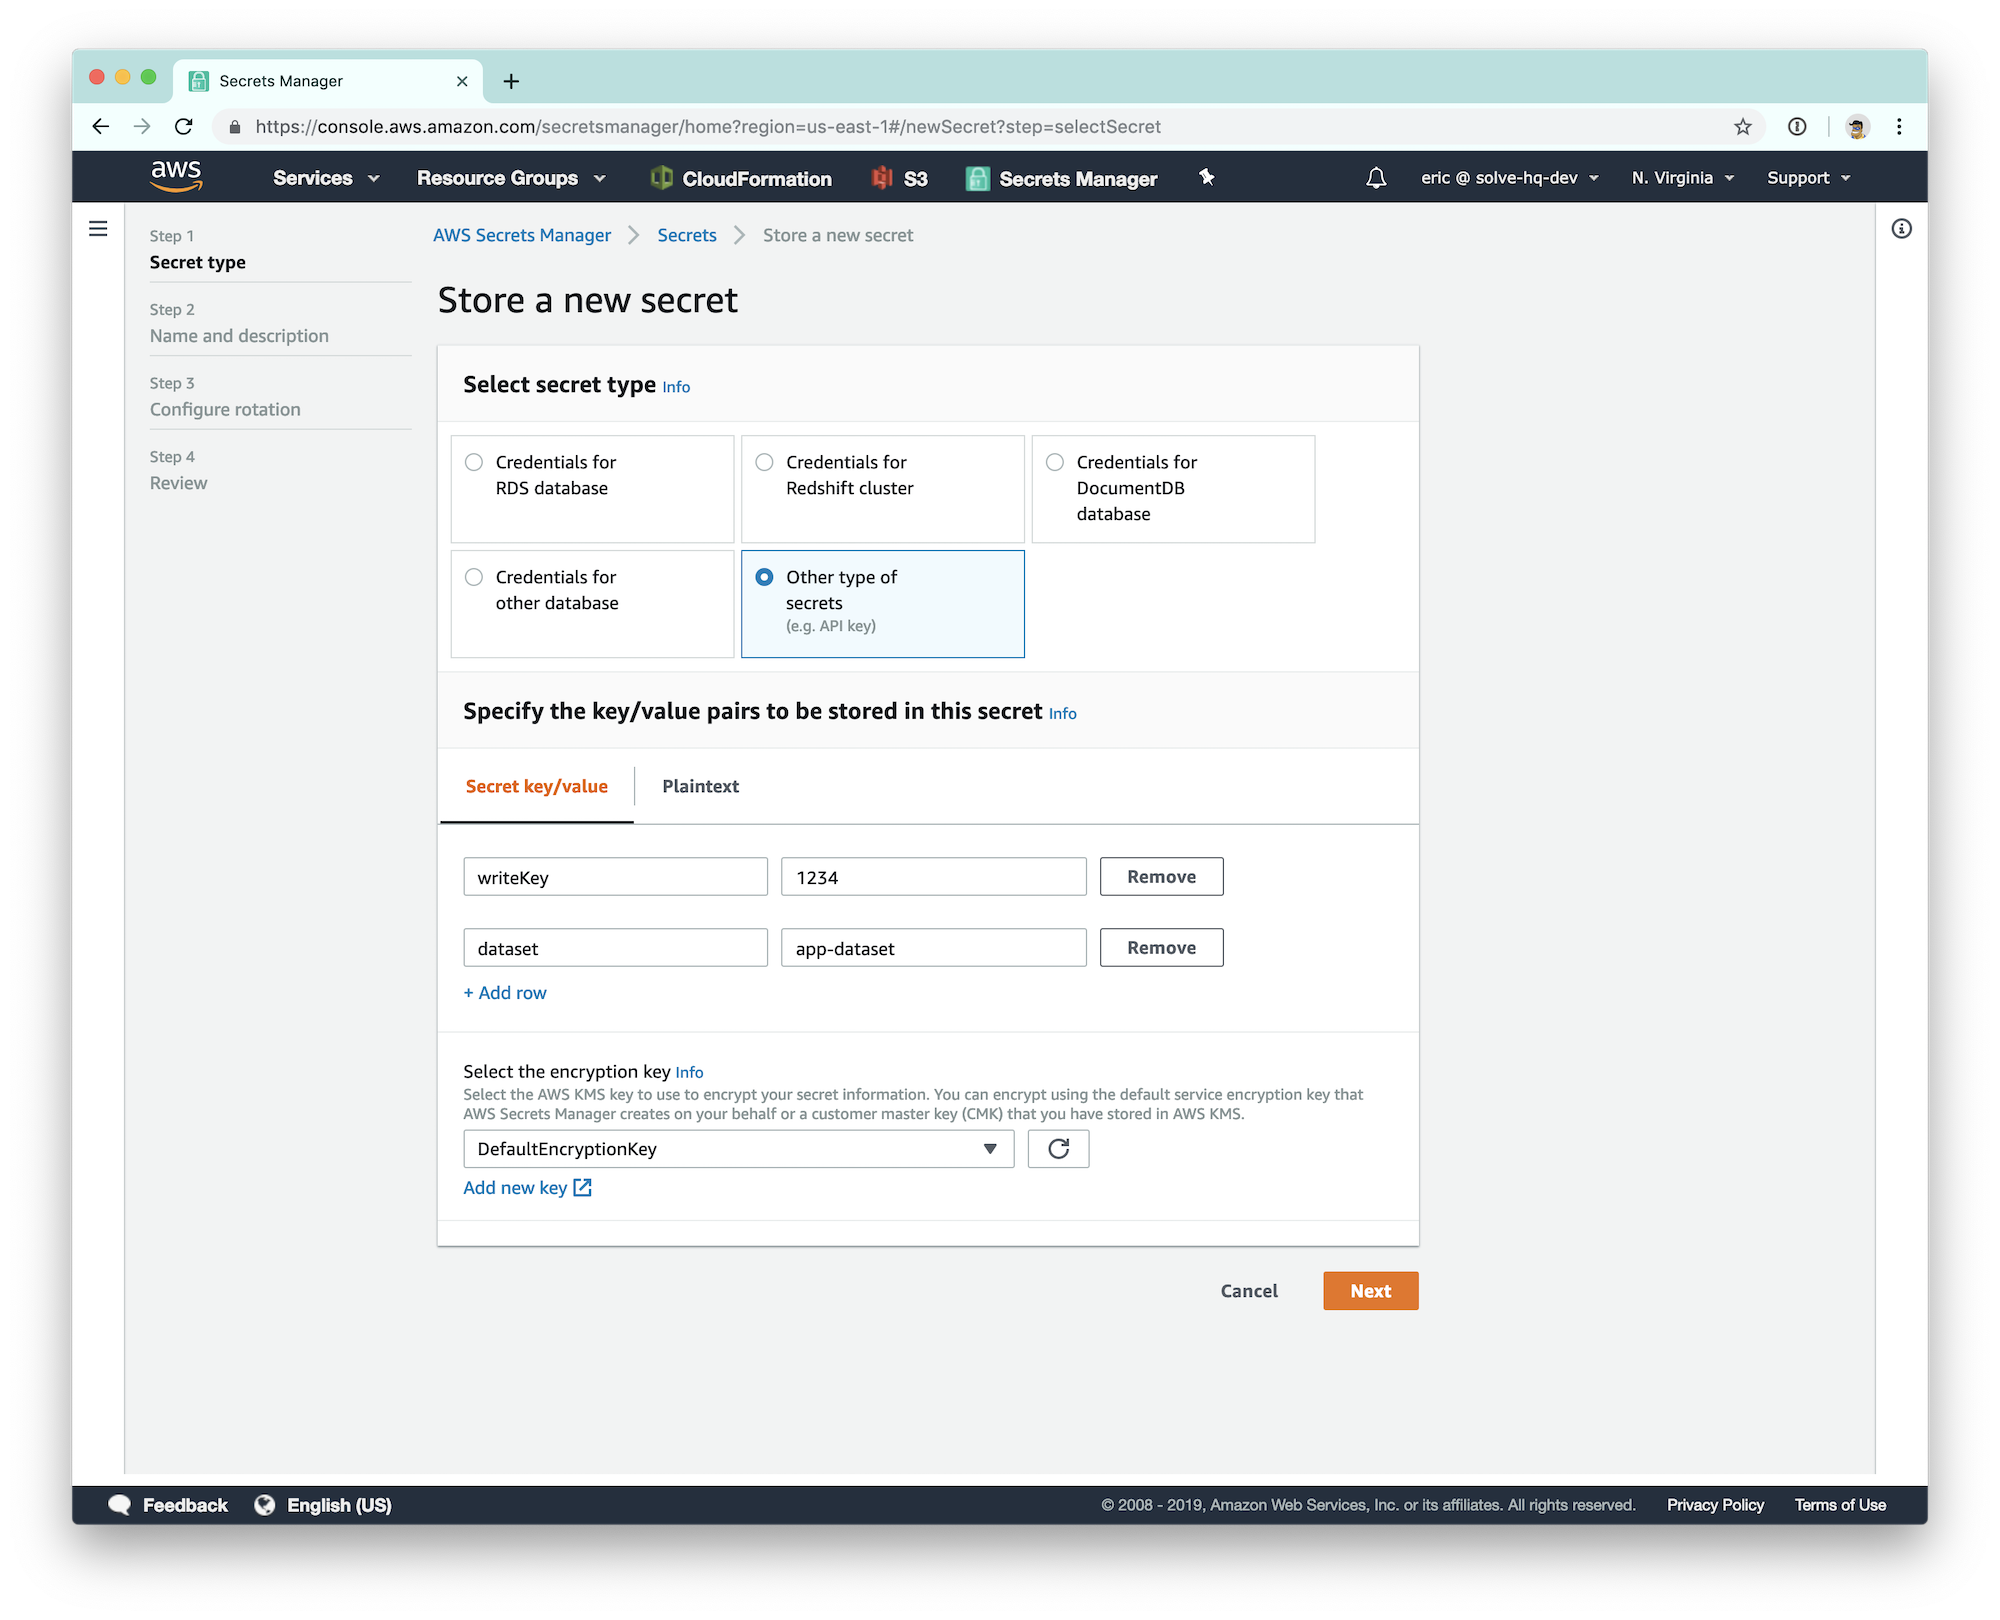 Secrets Manager
https://console.aws.amazon.com/secretsmanager/home?region=us-east-1#/newSecret?step=selectSecret
aws
Services
Resource Groups
CloudFormation
S3
Secrets Manager
eric @ solve-hq-dev
N. Virginia
Support
Step 1
Secret type
Step 2
Name and description
Step 3
Configure rotation
Step 4
Review
AWS Secrets Manager
Secrets
Store a new secret
Store a new secret
Select secret type Info
Credentials for
RDS database
Credentials for
Redshift cluster
Credentials for
DocumentDB
database
Credentials for
other database
Other type of
secrets
(e.g. API key)
Specify the key/value pairs to be stored in this secret Info
Secret key/value
Plaintext
writeKey
1234
Remove
dataset
app-dataset
Remove
+ Add row
Select the encryption key Info
Select the AWS KMS key to use to encrypt your secret information. You can encrypt using the default service encryption key that
AWS Secrets Manager creates on your behalf or a customer master key (CMK) that you have stored in AWS KMS.
DefaultEncryptionKey
Add new key
Cancel
Next
Feedback
English (US)
© 2008 - 2019, Amazon Web Services, Inc. or its affiliates. All rights reserved.
Privacy Policy
Terms of Use